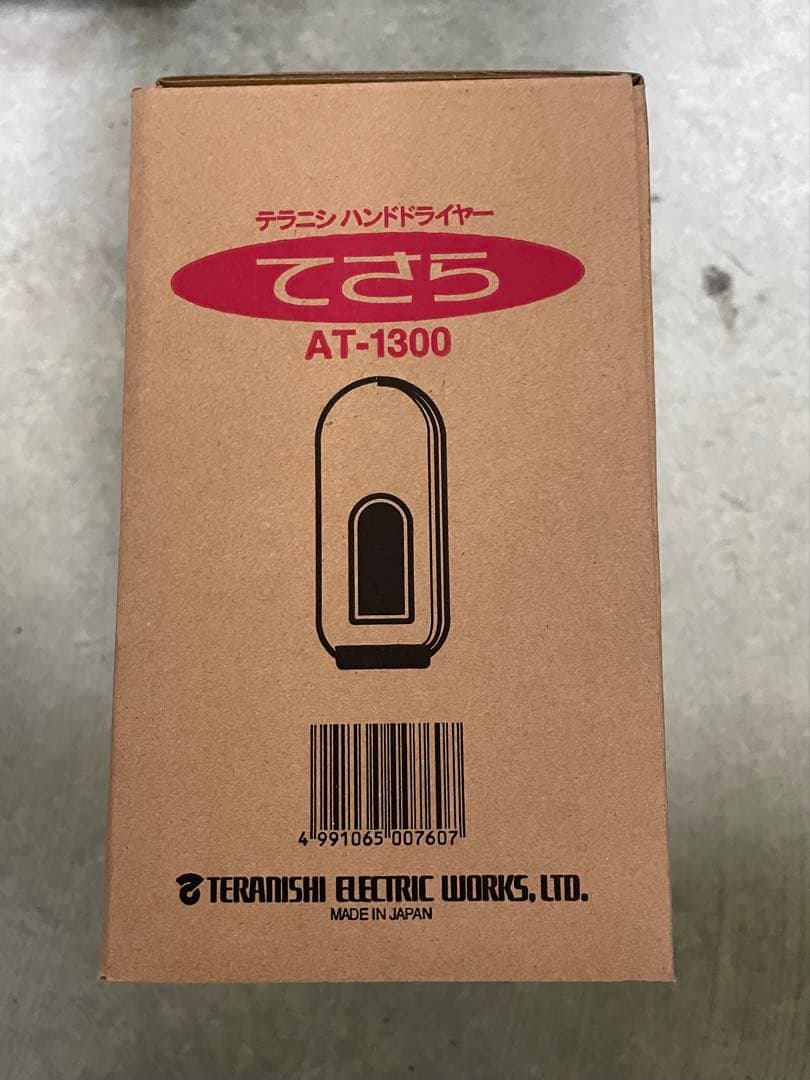 テラニシ ハンドドライヤー
てさら
AT-1300
4 991065 007607
TERANISHI ELECTRIC WORKS, LTD.
MADE IN JAPAN